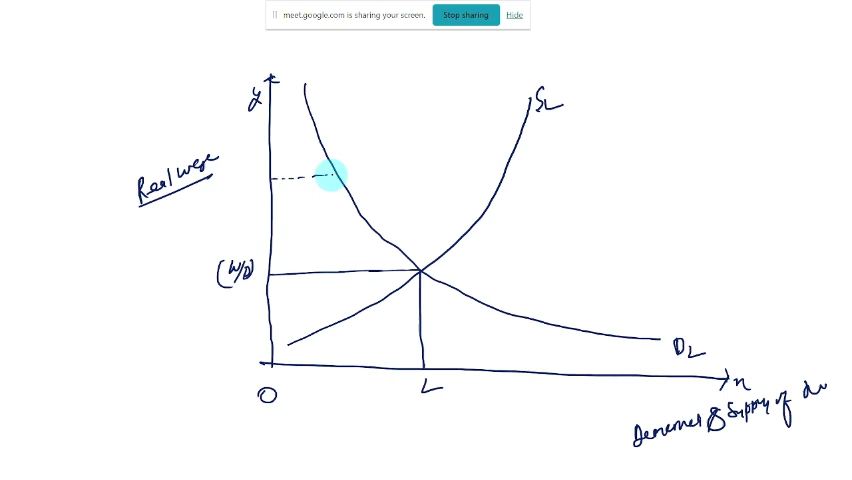 meet.google.com is sharing your screen. Stop sharing Hide
y
SL
Real wage
(W/P)
DL
O
L
x
Demand & Supply of